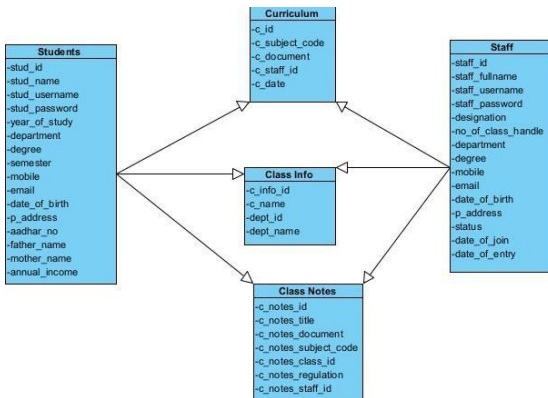 Curriculum
-c_id
-c_subject_code
-c_document
-c_staff_id
-c_date
Students
-stud_id
-stud_name
-stud_username
-stud_password
-year_of_study
-department
-degree
-semester
-mobile
-email
-date_of_birth
-p_address
-aadhar_no
-father_name
-mother_name
-annual_income
Class Info
-c_info_id
-c_name
-dept_id
-dept_name
Staff
-staff_id
-staff_fullname
-staff_username
-staff_password
-designation
-no_of_class_handle
-department
-degree
-mobile
-email
-date_of_birth
-p_address
-status
-date_of_join
-date_of_entry
Class Notes
-c_notes_id
-c_notes_title
-c_notes_document
-c_notes_subject_code
-c_notes_class_id
-c_notes_regulation
-c_notes_staff_id